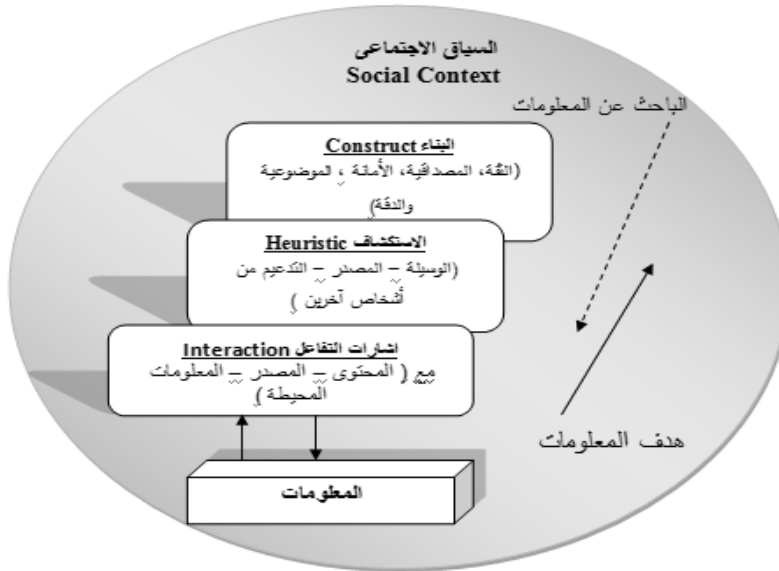 السياق الاجتماعى
Social Context
الباحث عن المعلومات
البناء Construct
(الثقة، المصداقية، الأمانة ، الموضوعية
والدقة)
الاستكشاف Heuristic
(الوسيلة – المصدر – التدعيم من
أشخاص آخرين )
اشارات التفاعل Interaction
مع ( المحتوى – المصدر – المعلومات
المحيطة )
هدف المعلومات
المعلومات